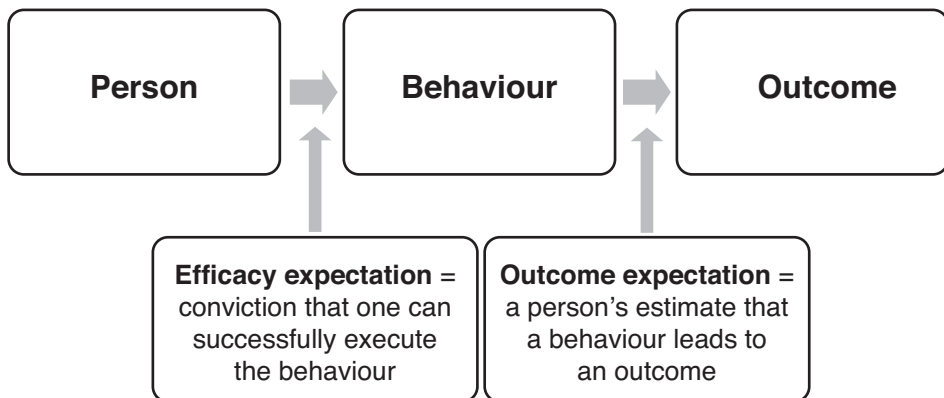 Person
Behaviour
Outcome
Efficacy expectation =
conviction that one can
successfully execute
the behaviour
Outcome expectation =
a person's estimate that
a behaviour leads to
an outcome